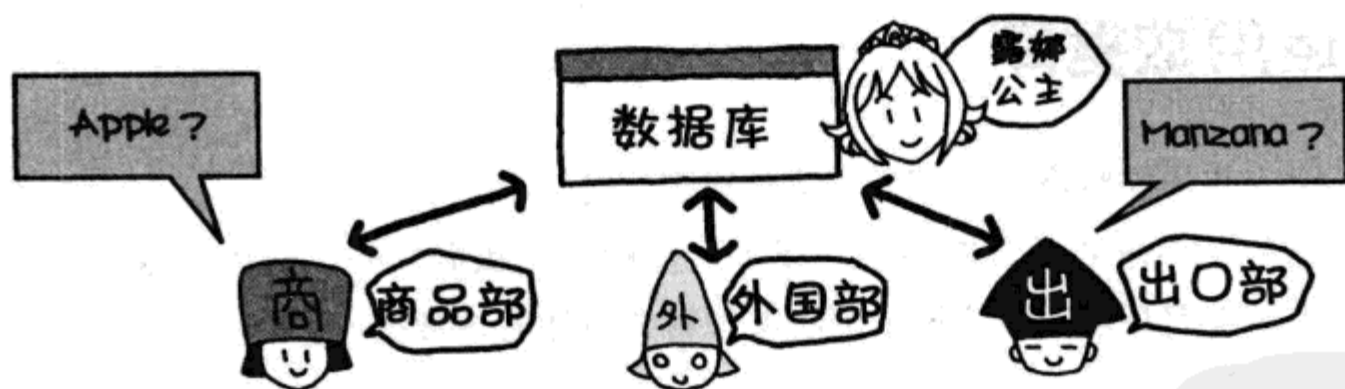 Apple?
数据库
露娜
公主
Manzana?
商
商品部
外
外国部
出
出口部